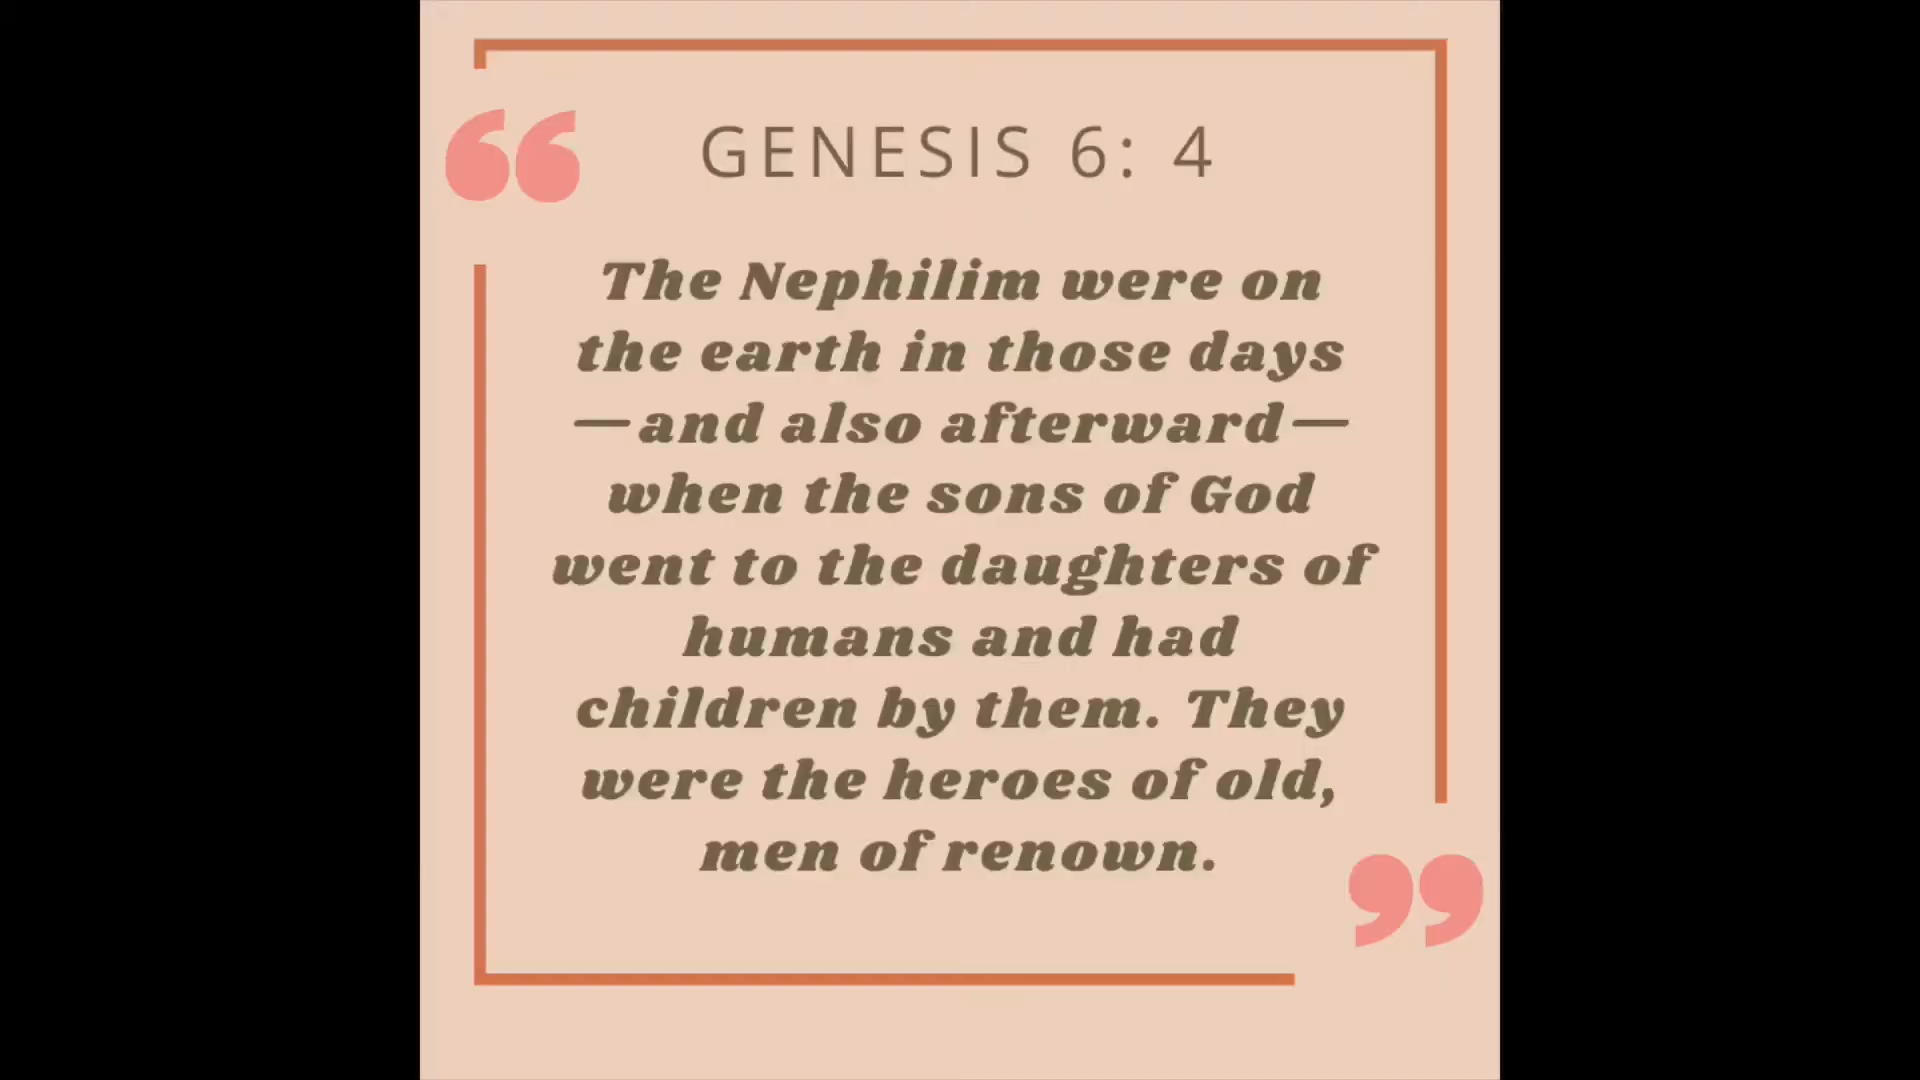 GENESIS 6: 4
The Nephilim were on
the earth in those days
—and also afterward—
when the sons of God
went to the daughters of
humans and had
children by them. They
were the heroes of old,
men of renown.